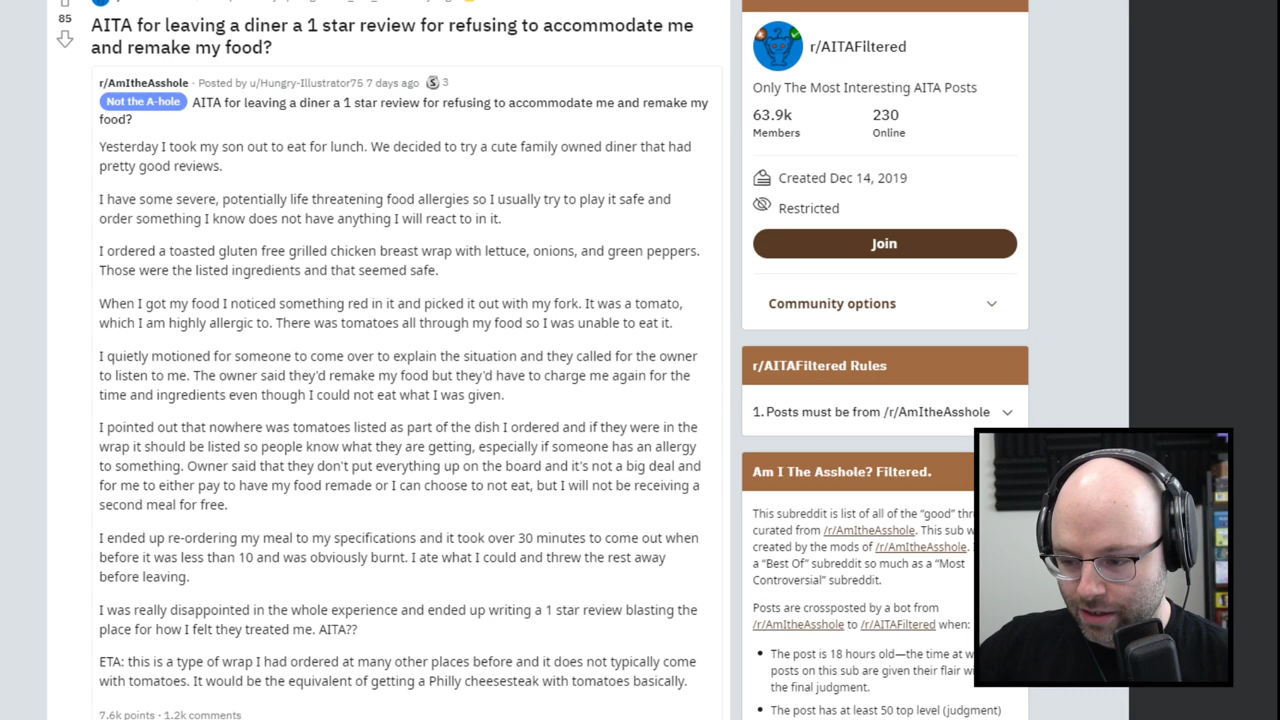 85
AITA for leaving a diner a 1 star review for refusing to accommodate me
and remake my food?
r/AmItheAsshole · Posted by u/Hungry-Illustrator75 7 days ago 3
Not the A-hole AITA for leaving a diner a 1 star review for refusing to accommodate me and remake my
food?
Yesterday I took my son out to eat for lunch. We decided to try a cute family owned diner that had
pretty good reviews.
I have some severe, potentially life threatening food allergies so I usually try to play it safe and
order something I know does not have anything I will react to in it.
I ordered a toasted gluten free grilled chicken breast wrap with lettuce, onions, and green peppers.
Those were the listed ingredients and that seemed safe.
When I got my food I noticed something red in it and picked it out with my fork. It was a tomato,
which I am highly allergic to. There was tomatoes all through my food so I was unable to eat it.
I quietly motioned for someone to come over to explain the situation and they called for the owner
to listen to me. The owner said they'd remake my food but they'd have to charge me again for the
time and ingredients even though I could not eat what I was given.
I pointed out that nowhere was tomatoes listed as part of the dish I ordered and if they were in the
wrap it should be listed so people know what they are getting, especially if someone has an allergy
to something. Owner said that they don't put everything up on the board and it's not a big deal and
for me to either pay to have my food remade or I can choose to not eat, but I will not be receiving a
second meal for free.
I ended up re-ordering my meal to my specifications and it took over 30 minutes to come out when
before it was less than 10 and was obviously burnt. I ate what I could and threw the rest away
before leaving.
I was really disappointed in the whole experience and ended up writing a 1 star review blasting the
place for how I felt they treated me. AITA??
ETA: this is a type of wrap I had ordered at many other places before and it does not typically come
with tomatoes. It would be the equivalent of getting a Philly cheesesteak with tomatoes basically.
7.6k points · 1.2k comments
r/AITAFiltered
Only The Most Interesting AITA Posts
63.9k 230
Members Online
Created Dec 14, 2019
Restricted
Join
Community options
r/AITAFiltered Rules
1. Posts must be from /r/AmItheAsshole
Am I The Asshole? Filtered.
This subreddit is list of all of the “good” thr
curated from /r/AmItheAsshole. This sub w
created by the mods of /r/AmItheAsshole.
a “Best Of” subreddit so much as a “Most
Controversial” subreddit.
Posts are crossposted by a bot from
/r/AmItheAsshole to /r/AITAFiltered when:
• The post is 18 hours old—the time at w
posts on this sub are given their flair wi
the final judgment.
• The post has at least 50 top level (judgment)